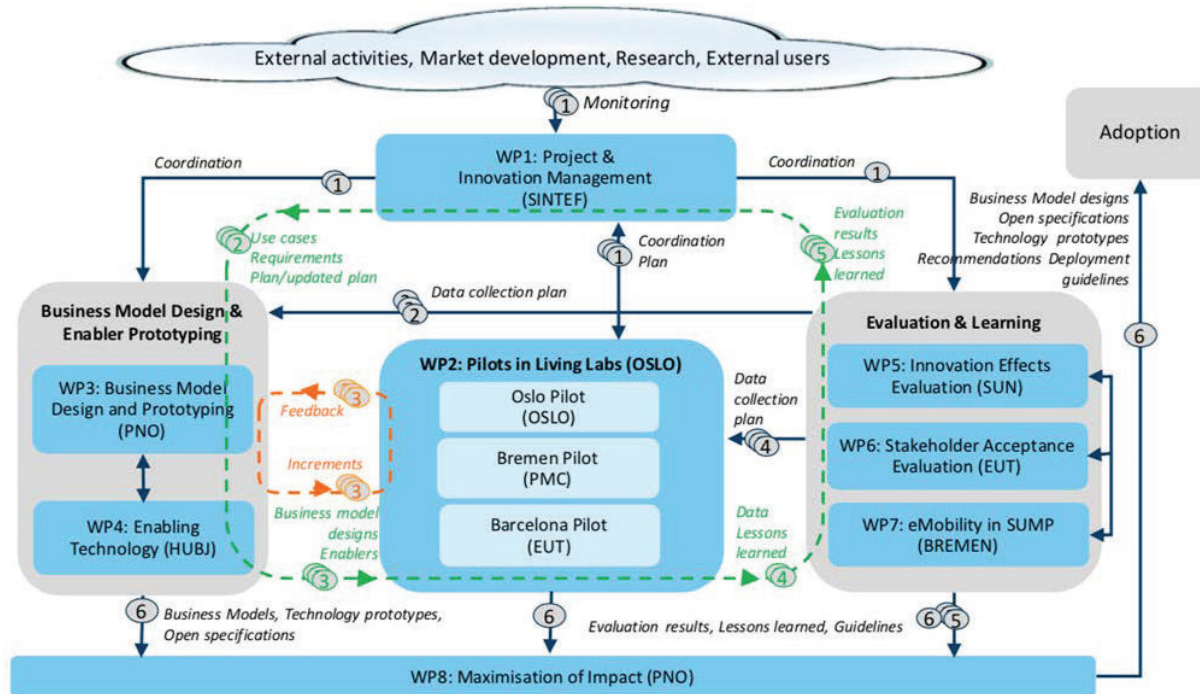 External activities, Market development, Research, External users
1
Monitoring
Adoption
WP1: Project &
Innovation Management
(SINTEF)
Coordination
1
Coordination
1
Business Model designs
Open specifications
Technology prototypes
Recommendations Deployment
guidelines
6
2
Use cases
Requirements
Plan/updated plan
Coordination
1
Plan
Evaluation
results
Lessons
learned
5
Data collection plan
2
Business Model Design &
Enabler Prototyping
WP3: Business Model
Design and Prototyping
(PNO)
WP4: Enabling
Technology (HUBJ)
3
Feedback
Increments
3
Business model
designs
Enablers
3
WP2: Pilots in Living Labs (OSLO)
Oslo Pilot
(OSLO)
Bremen Pilot
(PMC)
Barcelona Pilot
(EUT)
Data
collection
plan
4
Data
Lessons
learned
4
Evaluation & Learning
WP5: Innovation Effects
Evaluation (SUN)
WP6: Stakeholder Acceptance
Evaluation (EUT)
WP7: eMobility in SUMP
(BREMEN)
6
Business Models, Technology prototypes,
Open specifications
6
Evaluation results, Lessons learned, Guidelines
6 5
WP8: Maximisation of Impact (PNO)